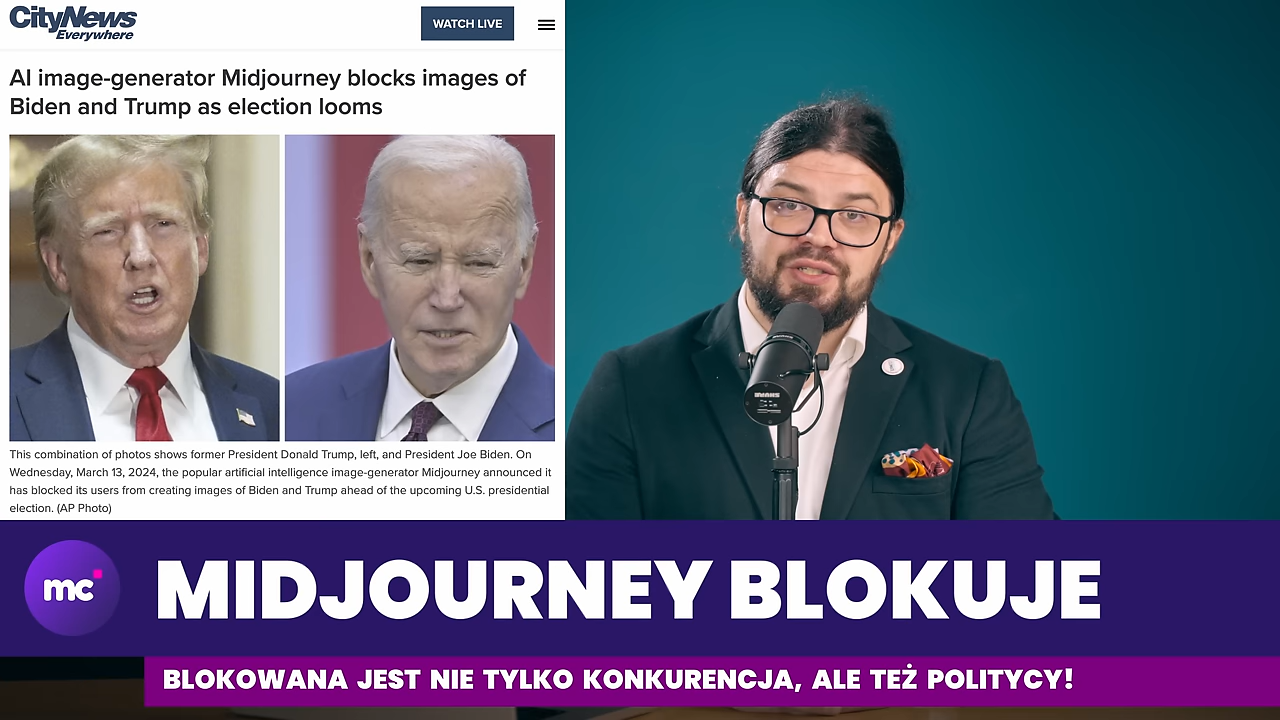 CityNews
Everywhere
WATCH LIVE
AI image-generator Midjourney blocks images of
Biden and Trump as election looms
This combination of photos shows former President Donald Trump, left, and President Joe Biden. On
Wednesday, March 13, 2024, the popular artificial intelligence image-generator Midjourney announced it
has blocked its users from creating images of Biden and Trump ahead of the upcoming U.S. presidential
election. (AP Photo)
mc
MIDJOURNEY BLOKUJE
BLOKOWANA JEST NIE TYLKO KONKURENCJA, ALE TEŻ POLITYCY!